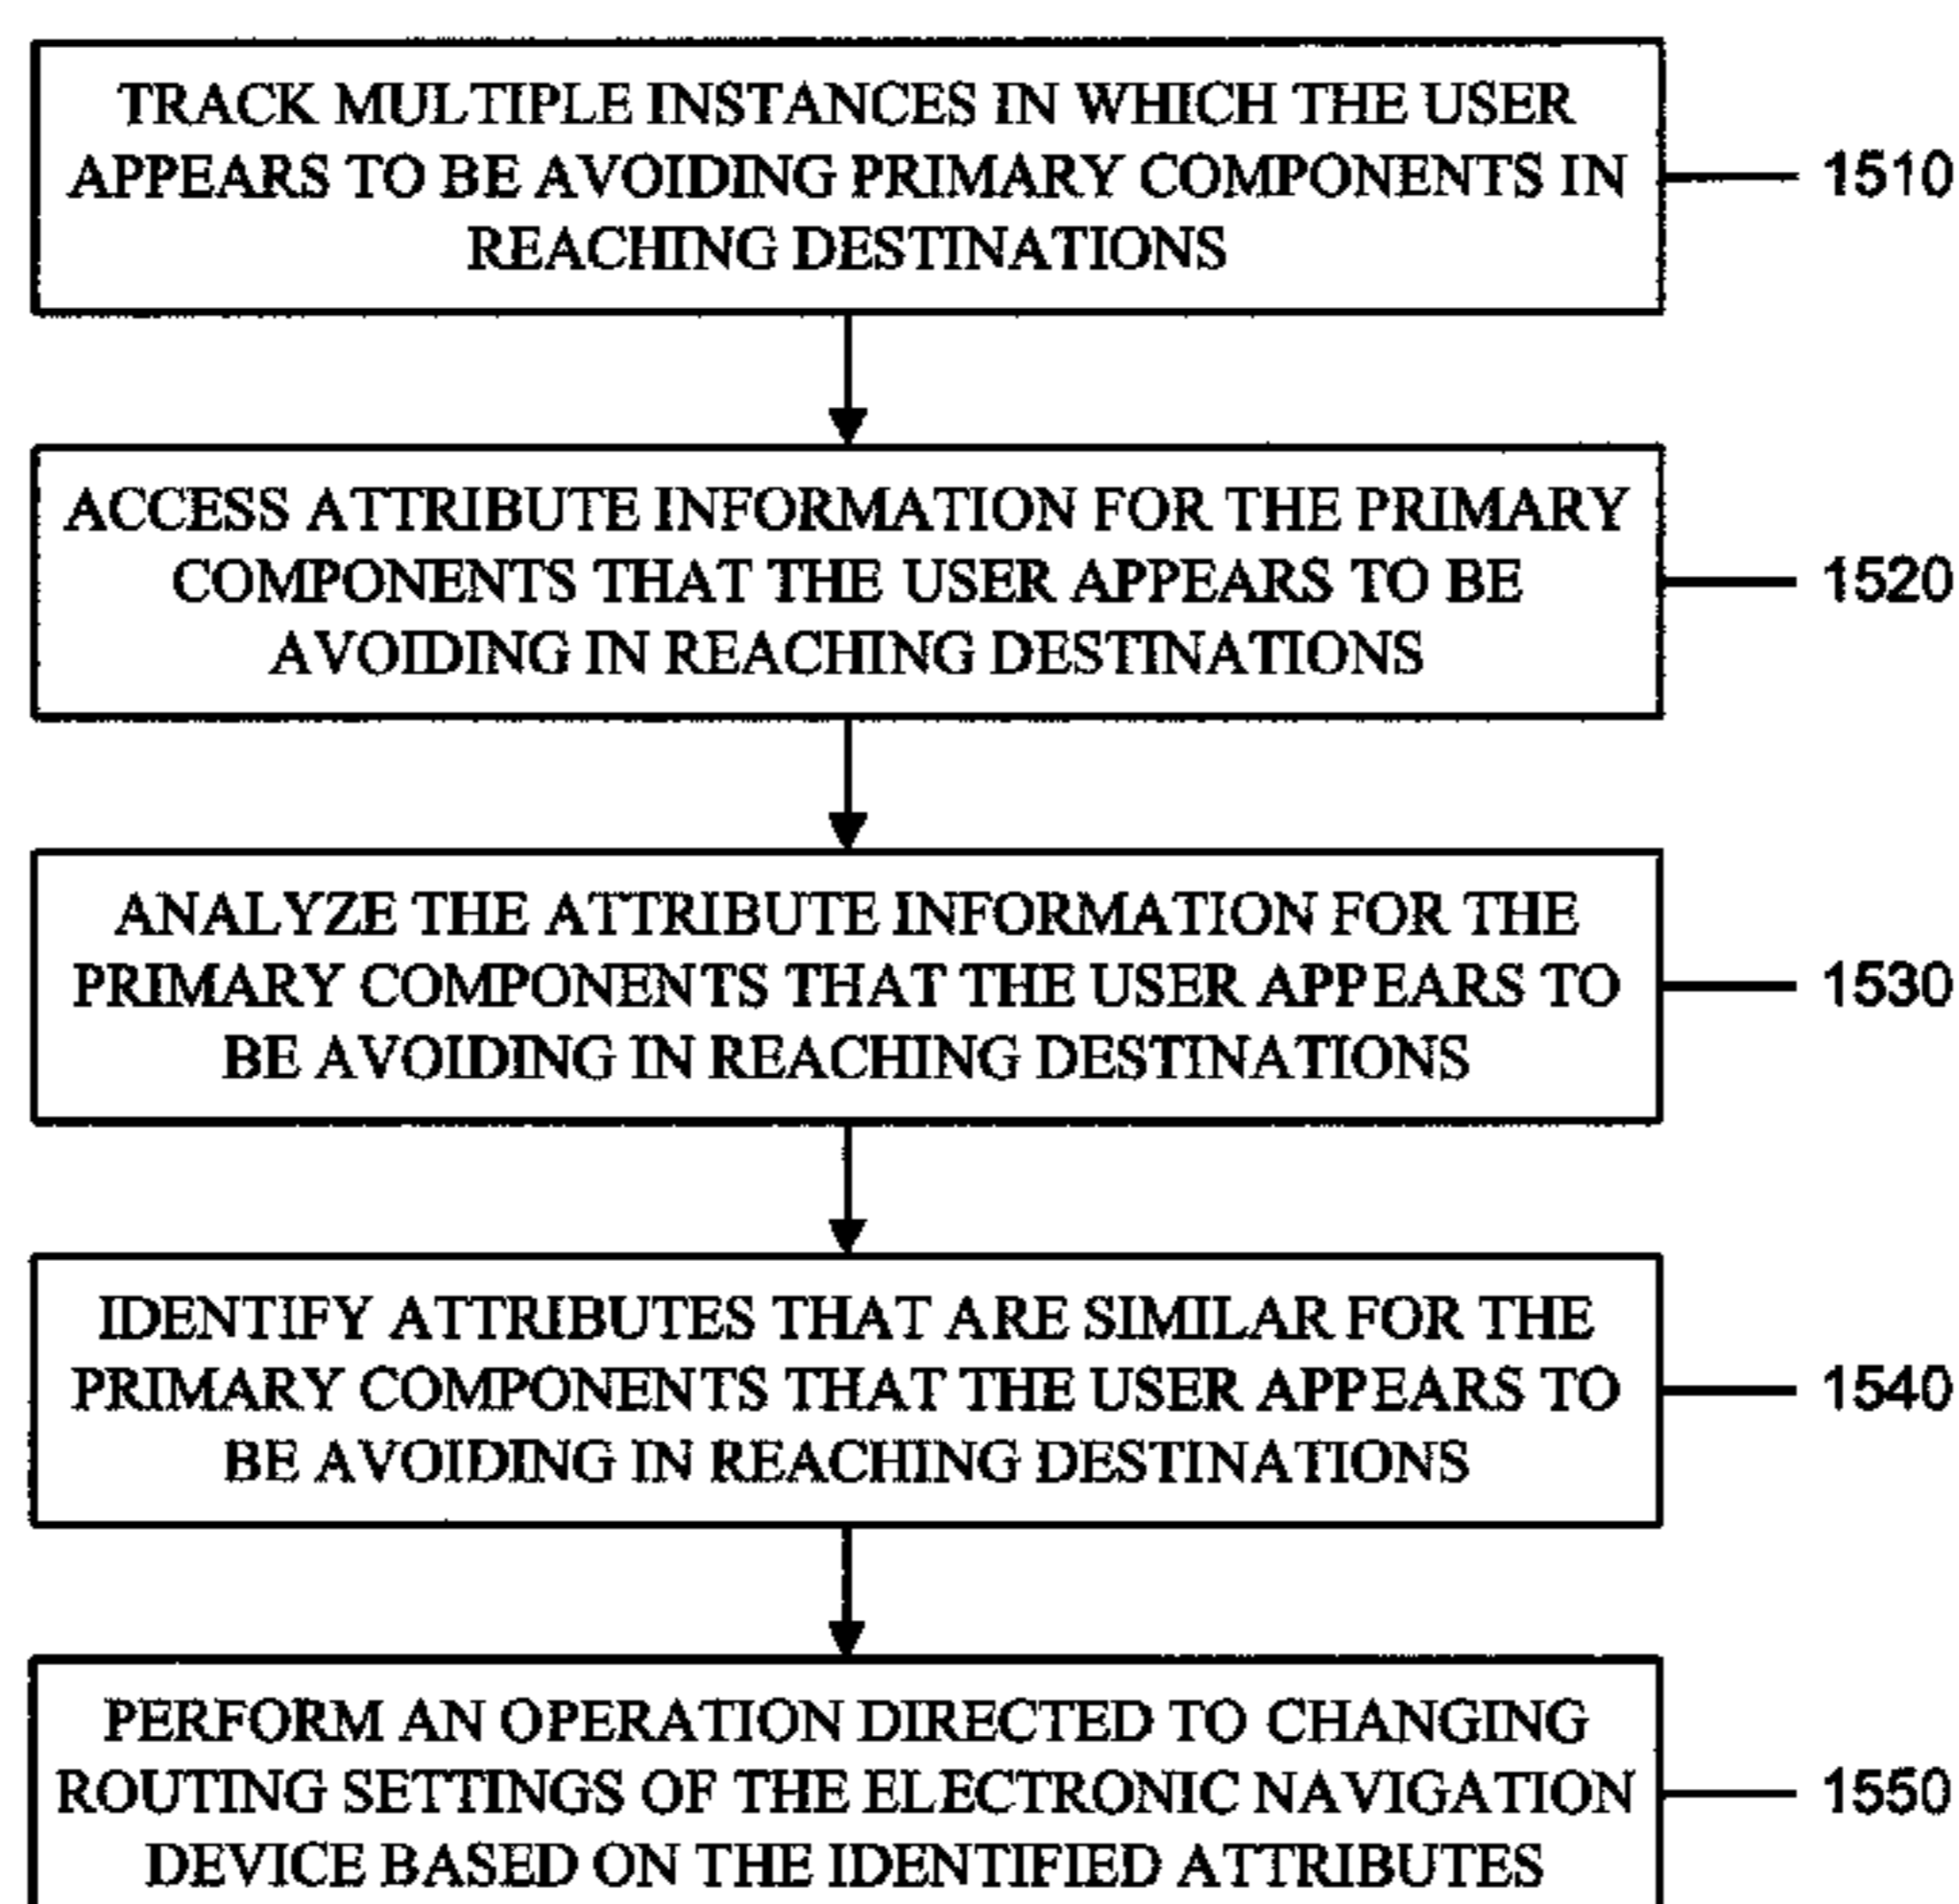 TRACK MULTIPLE INSTANCES IN WHICH THE USER
APPEARS TO BE AVOIDING PRIMARY COMPONENTS IN
REACHING DESTINATIONS
1510
ACCESS ATTRIBUTE INFORMATION FOR THE PRIMARY
COMPONENTS THAT THE USER APPEARS TO BE
AVOIDING IN REACHING DESTINATIONS
1520
ANALYZE THE ATTRIBUTE INFORMATION FOR THE
PRIMARY COMPONENTS THAT THE USER APPEARS TO
BE AVOIDING IN REACHING DESTINATIONS
1530
IDENTIFY ATTRIBUTES THAT ARE SIMILAR FOR THE
PRIMARY COMPONENTS THAT THE USER APPEARS TO
BE AVOIDING IN REACHING DESTINATIONS
1540
PERFORM AN OPERATION DIRECTED TO CHANGING
ROUTING SETTINGS OF THE ELECTRONIC NAVIGATION
DEVICE BASED ON THE IDENTIFIED ATTRIBUTES
1550